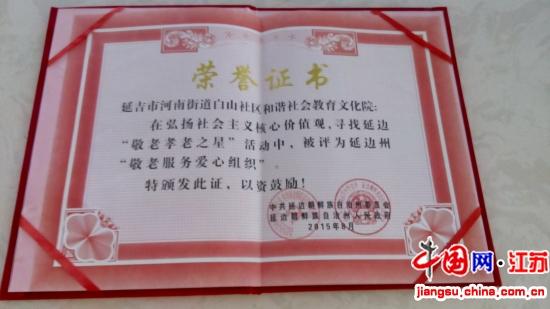 荣誉证书
延吉市河南街道白山社区和谐社会教育文化院：
在弘扬社会主义核心价值观，寻找延边
“敬老孝老之星”活动中，被评为延边州
“敬老服务爱心组织”。
特颁发此证，以资鼓励！
中共延边朝鲜族自治州委员会
延边朝鲜族自治州人民政府
2015年8月
中国网·江苏
jiangsu.china.com.cn